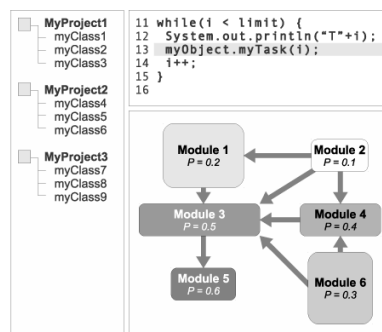 MyProject1
myClass1
myClass2
myClass3
MyProject2
myClass4
myClass5
myClass6
MyProject3
myClass7
myClass8
myClass9
11 while(i < limit) {
12 System.out.println(“T”+i);
13 myObject.myTask(i);
14 i++;
15 }
16
Module 1
P = 0.2
Module 2
P = 0.1
Module 3
P = 0.5
Module 4
P = 0.4
Module 5
P = 0.6
Module 6
P = 0.3